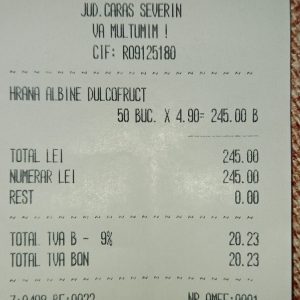 JUD.CARAS SEVERIN
VA MULTUMIM !
CIF: RO9125180
HRANA ALBINE DULCOFRUCT
50 BUC. X 4.90= 245.00 B
TOTAL LEI 245.00
NUMERAR LEI 245.00
REST 0.00
TOTAL TVA B - 9% 20.23
TOTAL TVA BON 20.23